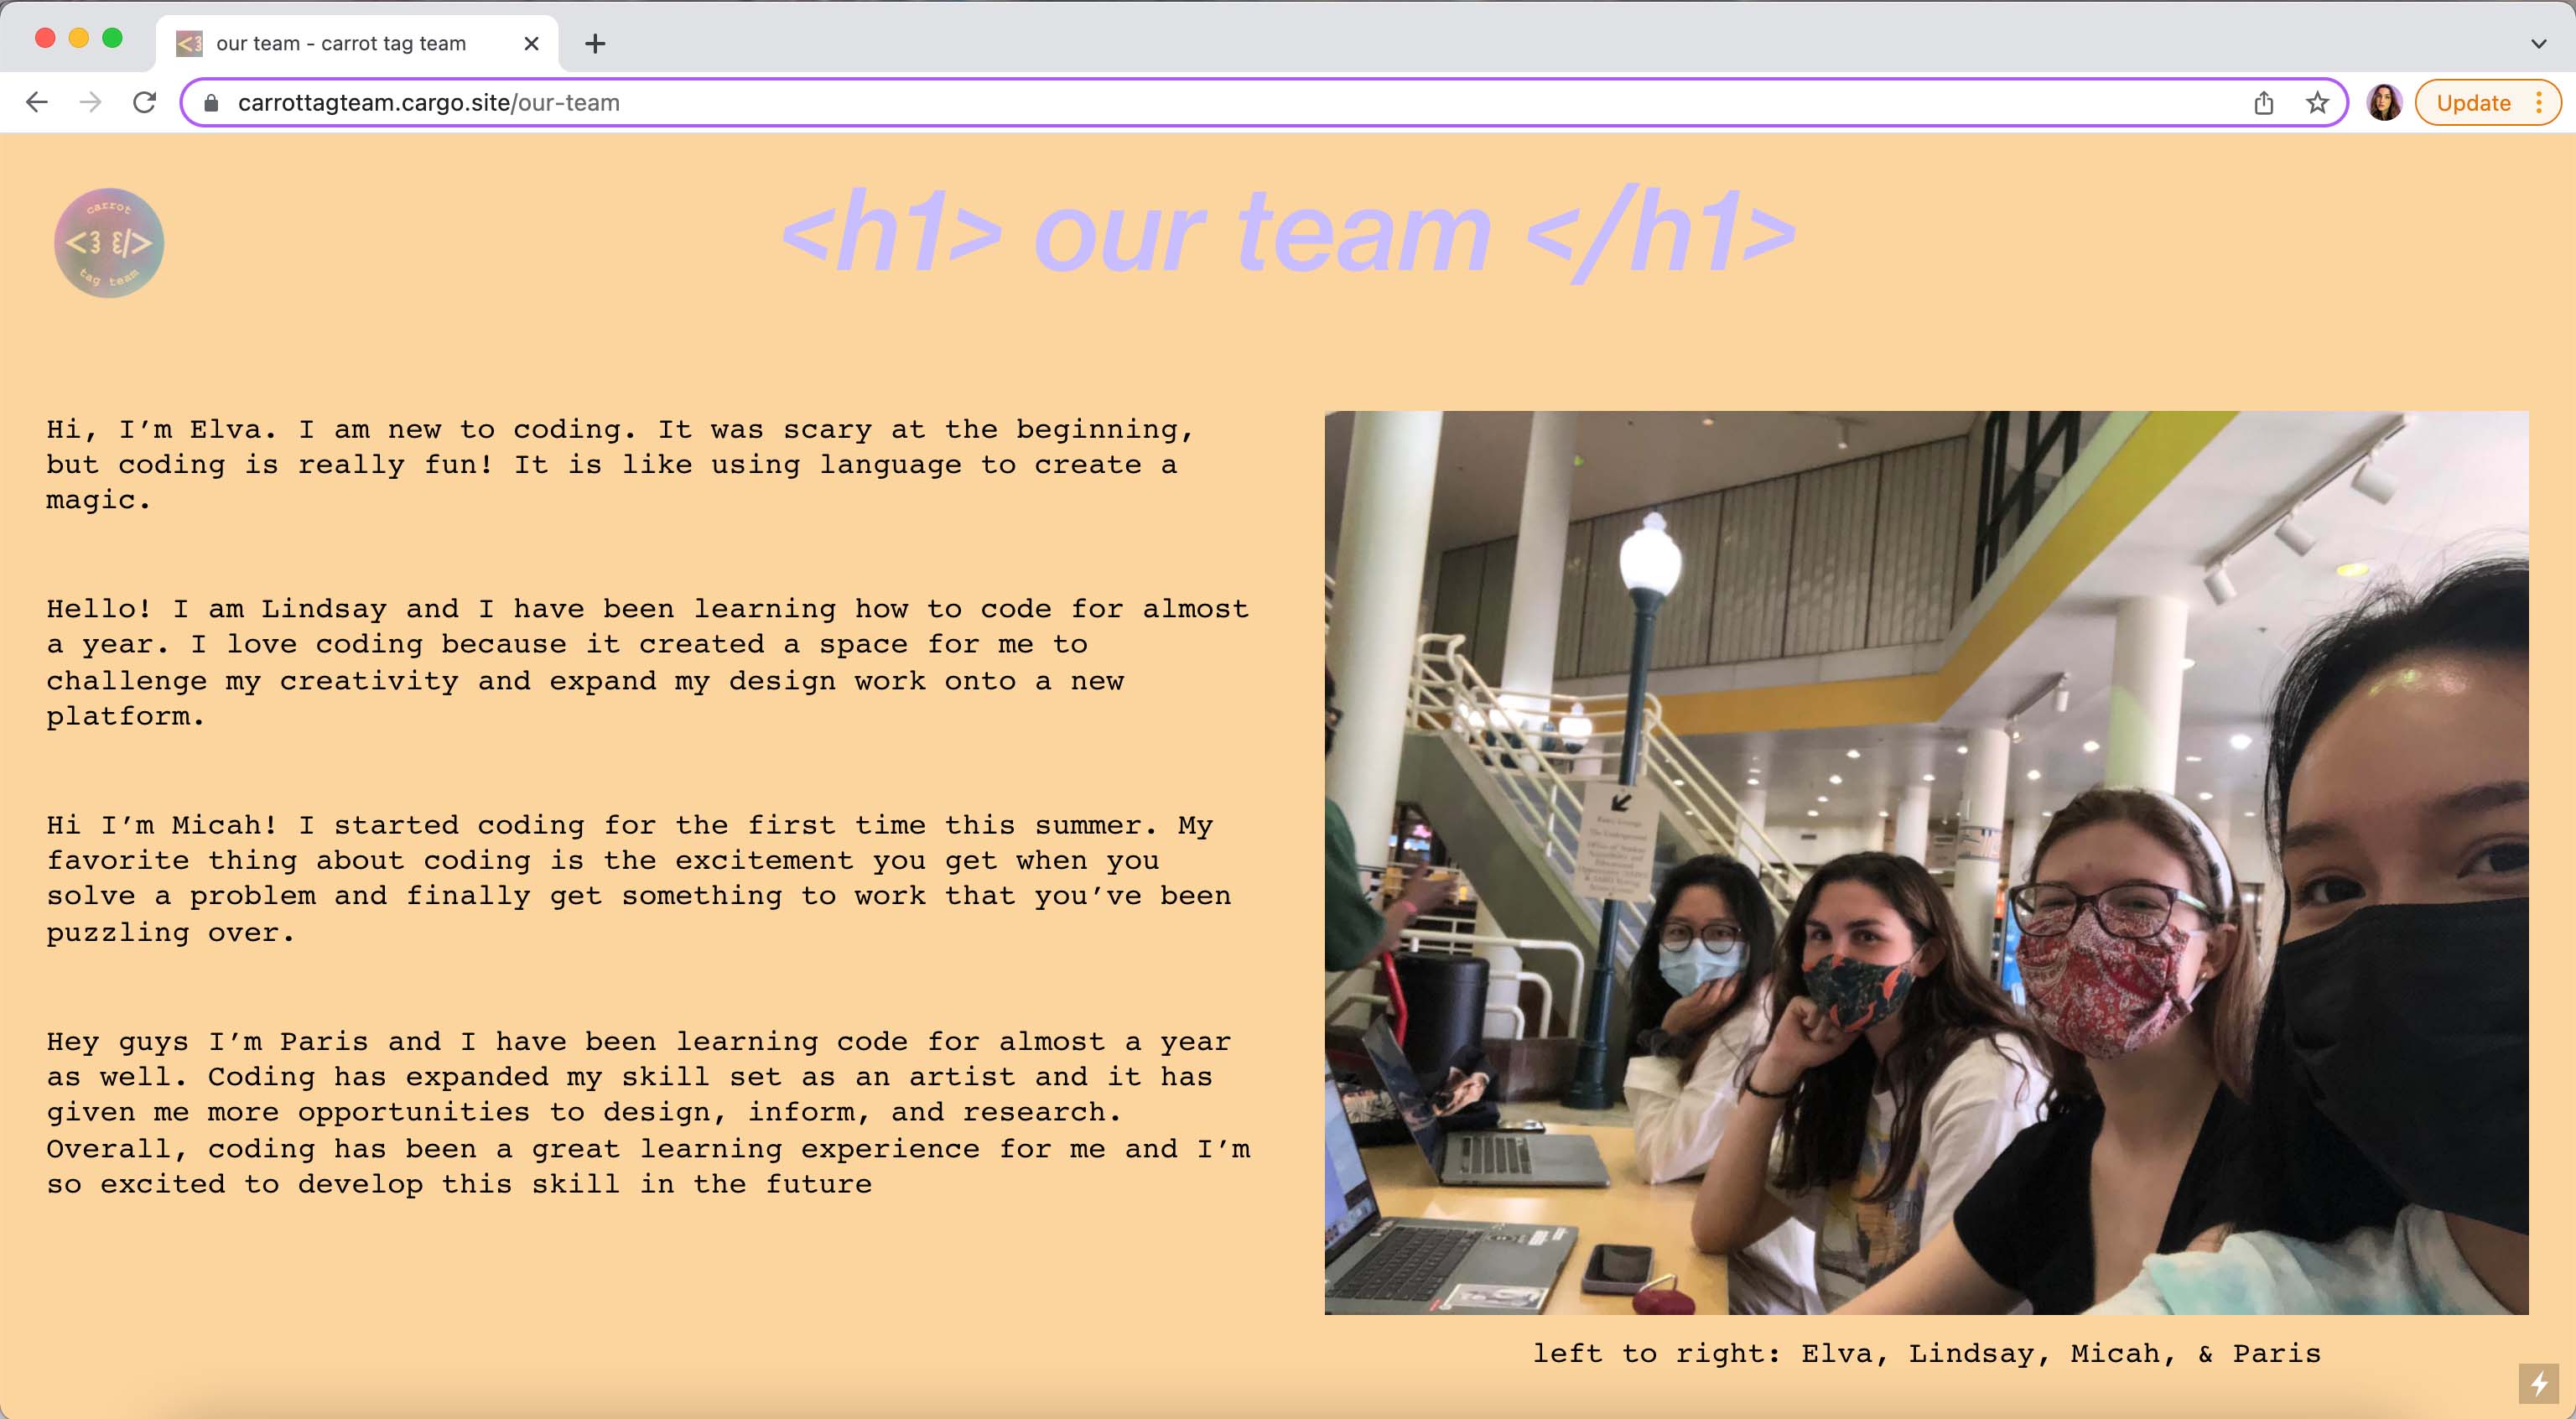 our team - carrot tag team
carrottagteam.cargo.site/our-team
Update
carrot
<3 ℇ/>
tag team
<h1> our team </h1>
Hi, I’m Elva. I am new to coding. It was scary at the beginning,
but coding is really fun! It is like using language to create a
magic.
Hello! I am Lindsay and I have been learning how to code for almost
a year. I love coding because it created a space for me to
challenge my creativity and expand my design work onto a new
platform.
Hi I’m Micah! I started coding for the first time this summer. My
favorite thing about coding is the excitement you get when you
solve a problem and finally get something to work that you’ve been
puzzling over.
Hey guys I’m Paris and I have been learning code for almost a year
as well. Coding has expanded my skill set as an artist and it has
given me more opportunities to design, inform, and research.
Overall, coding has been a great learning experience for me and I’m
so excited to develop this skill in the future
left to right: Elva, Lindsay, Micah, & Paris